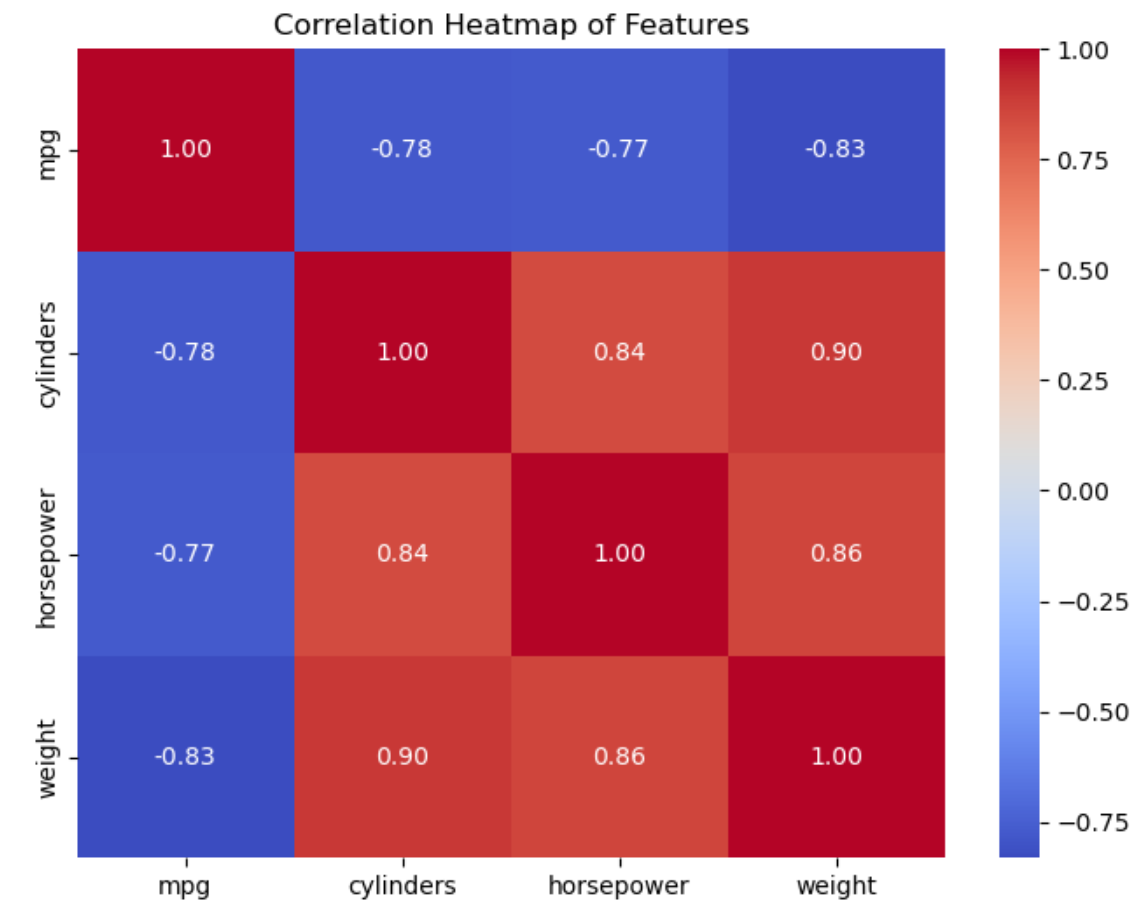 Correlation Heatmap of Features
mpg
1.00
-0.78
-0.77
-0.83
cylinders
-0.78
1.00
0.84
0.90
horsepower
-0.77
0.84
1.00
0.86
weight
-0.83
0.90
0.86
1.00
mpg
cylinders
horsepower
weight
1.00
0.75
0.50
0.25
0.00
−0.25
−0.50
−0.75